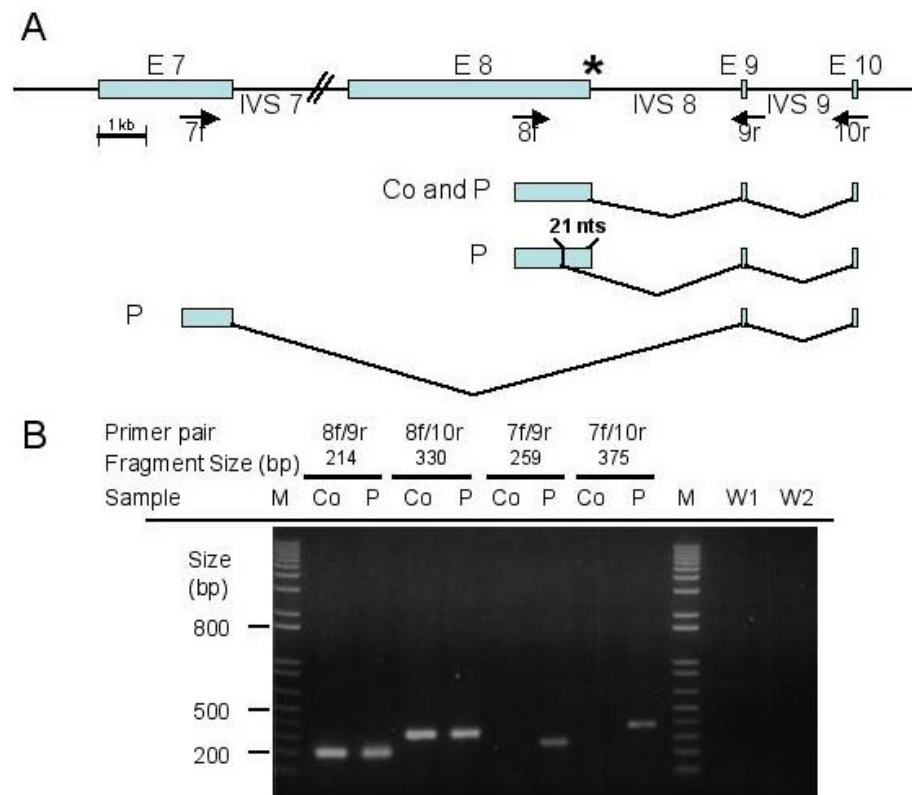 A
E 7 E 8 * E 9 E 10
IVS 7 IVS 8 IVS 9
1 kb
7f 8f 9r 10r
Co and P
21 nts
P
P
B
Primer pair 8f/9r 8f/10r 7f/9r 7f/10r
Fragment Size (bp) 214 330 259 375
Sample M Co P Co P Co P Co P M W1 W2
Size
(bp)
800
500
200